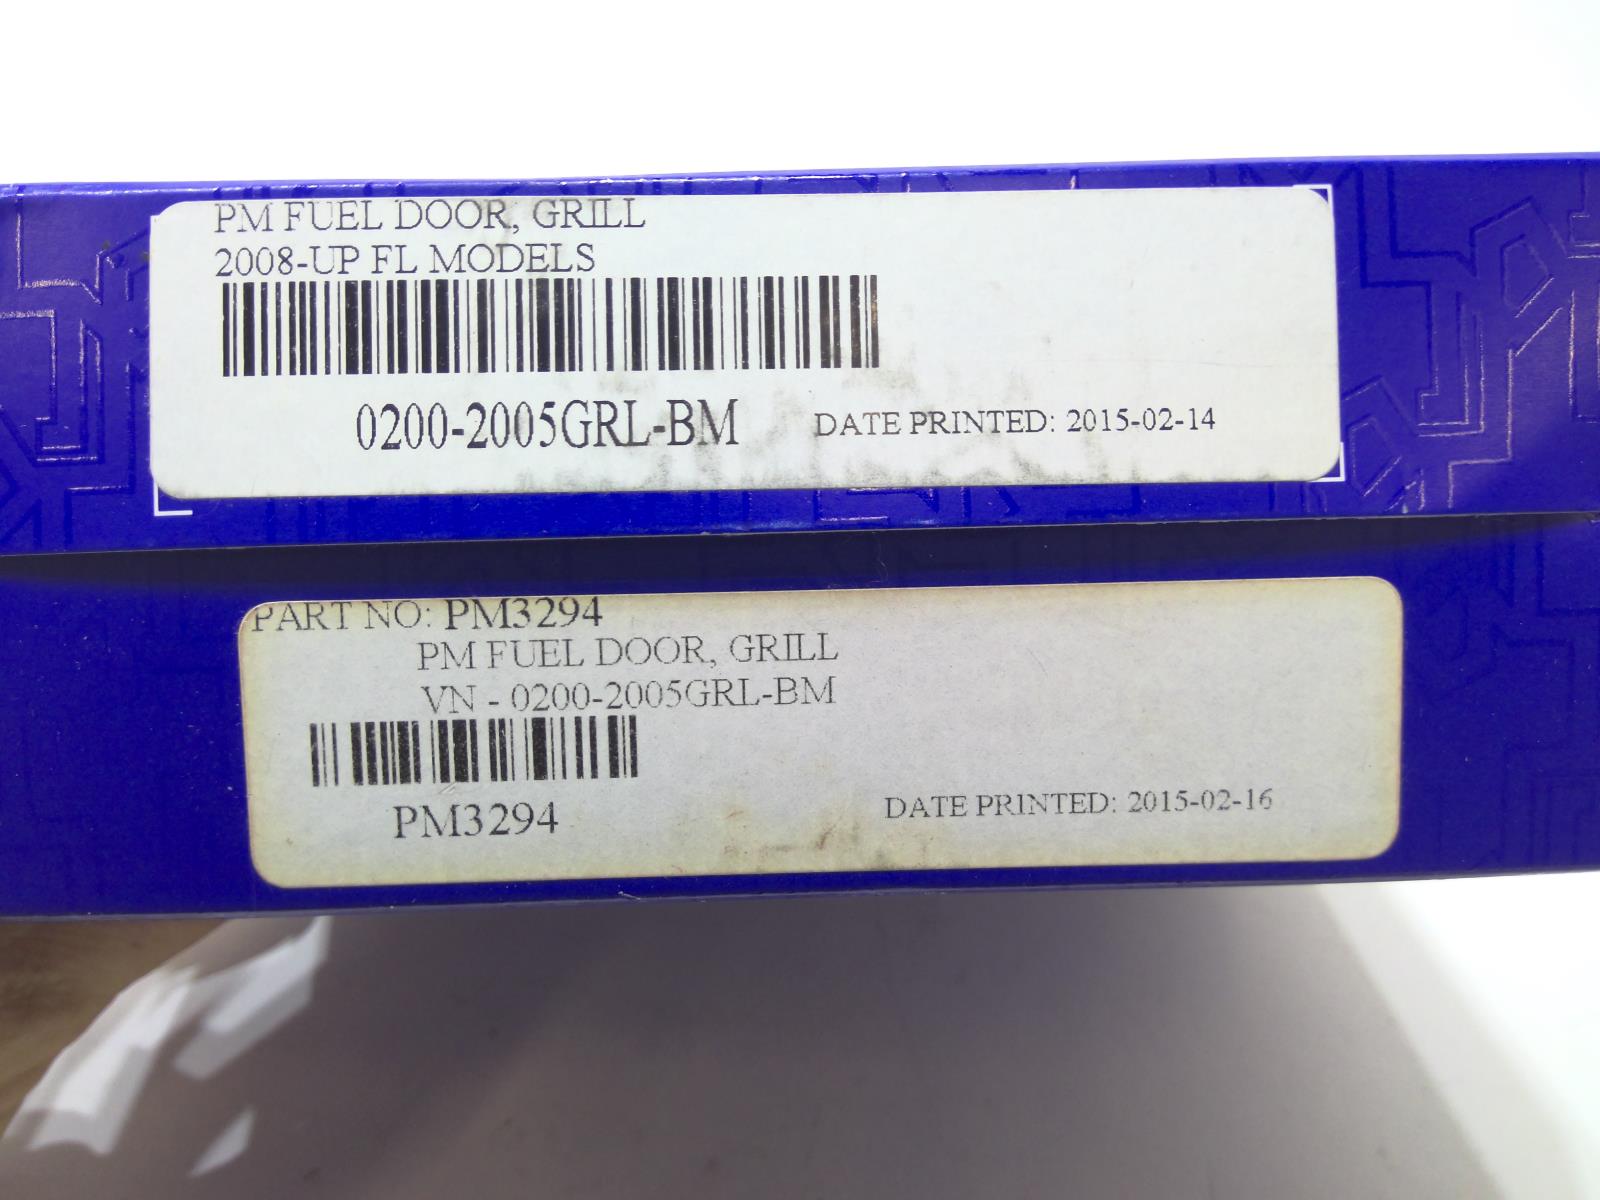 PM FUEL DOOR, GRILL
2008-UP FL MODELS
0200-2005GRL-BM DATE PRINTED: 2015-02-14
PART NO: PM3294
PM FUEL DOOR, GRILL
VN - 0200-2005GRL-BM
PM3294 DATE PRINTED: 2015-02-16